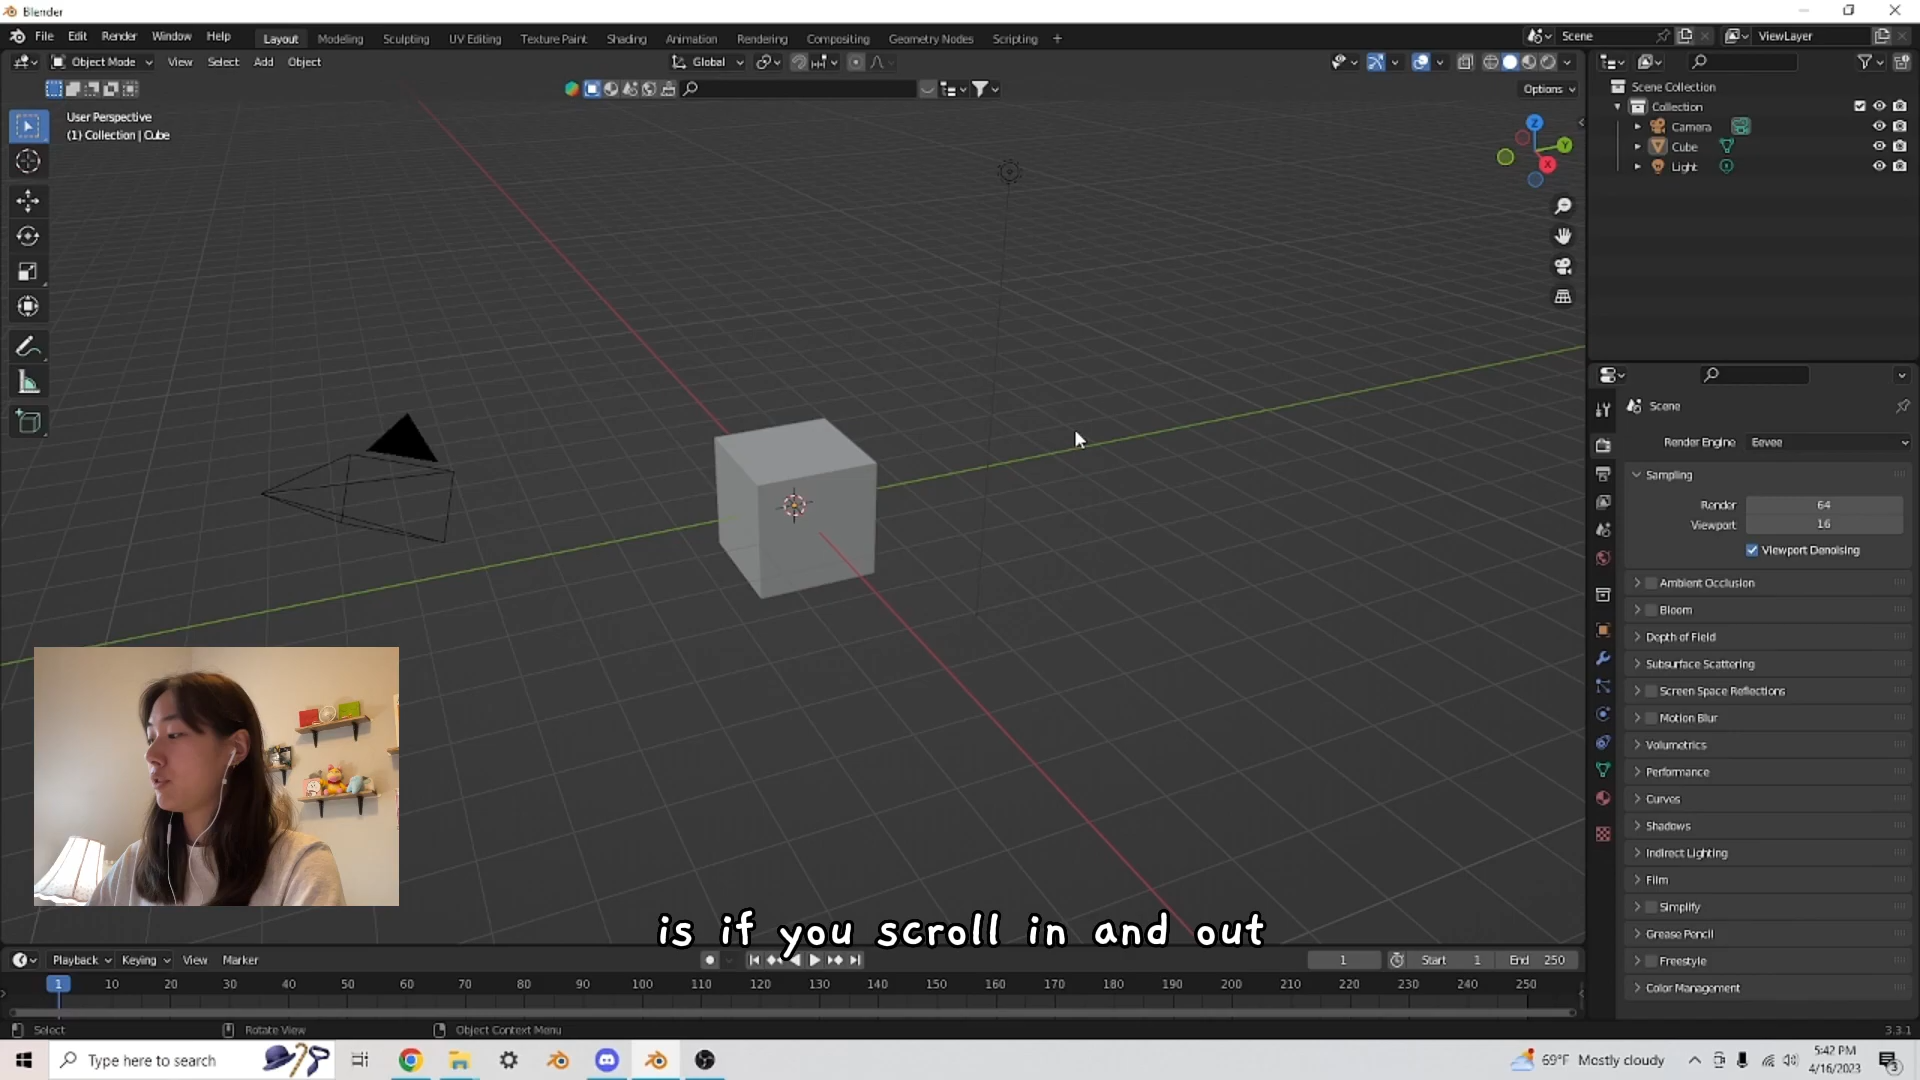 Blender
File Edit Render Window Help Layout Modeling Sculpting UV Editing Texture Paint Shading Animation Rendering Compositing Geometry Nodes Scripting + Scene ViewLayer
Object Mode View Select Add Object Global
Options
User Perspective
(1) Collection | Cube
Z
Y
X
Scene Collection
Collection
Camera
Cube
Light
Scene
Render Engine Eevee
Sampling
Render 64
Viewport 16
Viewport Denoising
Ambient Occlusion
Bloom
Depth of Field
Subsurface Scattering
Screen Space Reflections
Motion Blur
Volumetrics
Performance
Curves
Shadows
Indirect Lighting
Film
Simplify
Grease Pencil
Freestyle
Color Management
is if you scroll in and out
Playback Keying View Marker 1 Start 1 End 250
1 10 20 30 40 50 60 70 80 90 100 110 120 130 140 150 160 170 180 190 200 210 220 230 240 250
Select Rotate View Object Context Menu 3.3.1
Type here to search 69°F Mostly cloudy 5:42 PM
4/16/2023
3